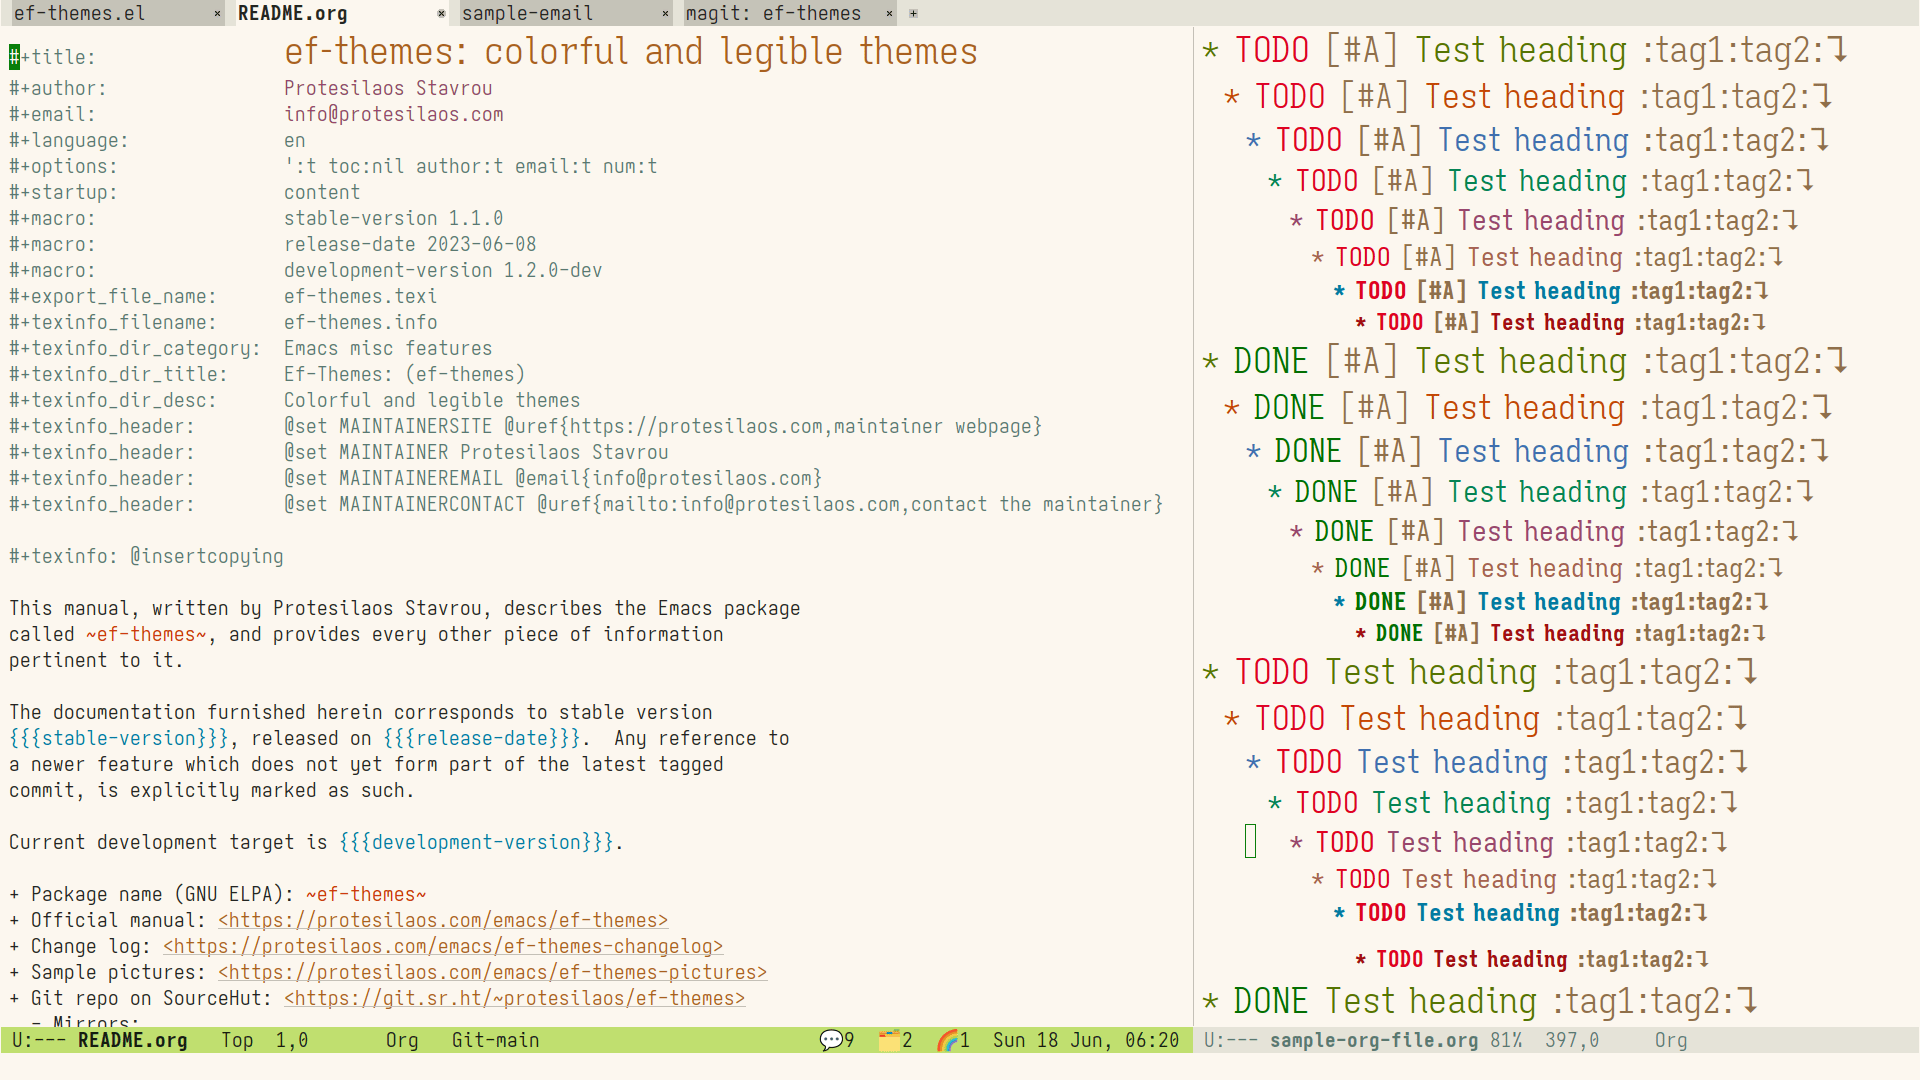 ef-themes.el × README.org × sample-email × magit: ef-themes × +
#+title: ef-themes: colorful and legible themes
#+author: Protesilaos Stavrou
#+email: info@protesilaos.com
#+language: en
#+options: ':t toc:nil author:t email:t num:t
#+startup: content
#+macro: stable-version 1.1.0
#+macro: release-date 2023-06-08
#+macro: development-version 1.2.0-dev
#+export_file_name: ef-themes.texi
#+texinfo_filename: ef-themes.info
#+texinfo_dir_category: Emacs misc features
#+texinfo_dir_title: Ef-Themes: (ef-themes)
#+texinfo_dir_desc: Colorful and legible themes
#+texinfo_header: @set MAINTAINERSITE @uref{https://protesilaos.com,maintainer webpage}
#+texinfo_header: @set MAINTAINER Protesilaos Stavrou
#+texinfo_header: @set MAINTAINEREMAIL @email{info@protesilaos.com}
#+texinfo_header: @set MAINTAINERCONTACT @uref{mailto:info@protesilaos.com,contact the maintainer}
#+texinfo: @insertcopying
This manual, written by Protesilaos Stavrou, describes the Emacs package
called ~ef-themes~, and provides every other piece of information
pertinent to it.
The documentation furnished herein corresponds to stable version
{{{stable-version}}}, released on {{{release-date}}}.  Any reference to
a newer feature which does not yet form part of the latest tagged
commit, is explicitly marked as such.
Current development target is {{{development-version}}}.
+ Package name (GNU ELPA): ~ef-themes~
+ Official manual: <https://protesilaos.com/emacs/ef-themes>
+ Change log: <https://protesilaos.com/emacs/ef-themes-changelog>
+ Sample pictures: <https://protesilaos.com/emacs/ef-themes-pictures>
+ Git repo on SourceHut: <https://git.sr.ht/~protesilaos/ef-themes>
- Mirrors:
U:--- README.org Top 1,0 Org Git-main 💬9 🗂️2 🌈1 Sun 18 Jun, 06:20
* TODO [#A] Test heading :tag1:tag2:⤵
* TODO [#A] Test heading :tag1:tag2:⤵
* TODO [#A] Test heading :tag1:tag2:⤵
* TODO [#A] Test heading :tag1:tag2:⤵
* TODO [#A] Test heading :tag1:tag2:⤵
* TODO [#A] Test heading :tag1:tag2:⤵
* TODO [#A] Test heading :tag1:tag2:⤵
* TODO [#A] Test heading :tag1:tag2:⤵
* DONE [#A] Test heading :tag1:tag2:⤵
* DONE [#A] Test heading :tag1:tag2:⤵
* DONE [#A] Test heading :tag1:tag2:⤵
* DONE [#A] Test heading :tag1:tag2:⤵
* DONE [#A] Test heading :tag1:tag2:⤵
* DONE [#A] Test heading :tag1:tag2:⤵
* DONE [#A] Test heading :tag1:tag2:⤵
* DONE [#A] Test heading :tag1:tag2:⤵
* TODO Test heading :tag1:tag2:⤵
* TODO Test heading :tag1:tag2:⤵
* TODO Test heading :tag1:tag2:⤵
* TODO Test heading :tag1:tag2:⤵
* TODO Test heading :tag1:tag2:⤵
* TODO Test heading :tag1:tag2:⤵
* TODO Test heading :tag1:tag2:⤵
* TODO Test heading :tag1:tag2:⤵
* DONE Test heading :tag1:tag2:⤵
U:--- sample-org-file.org 81% 397,0 Org